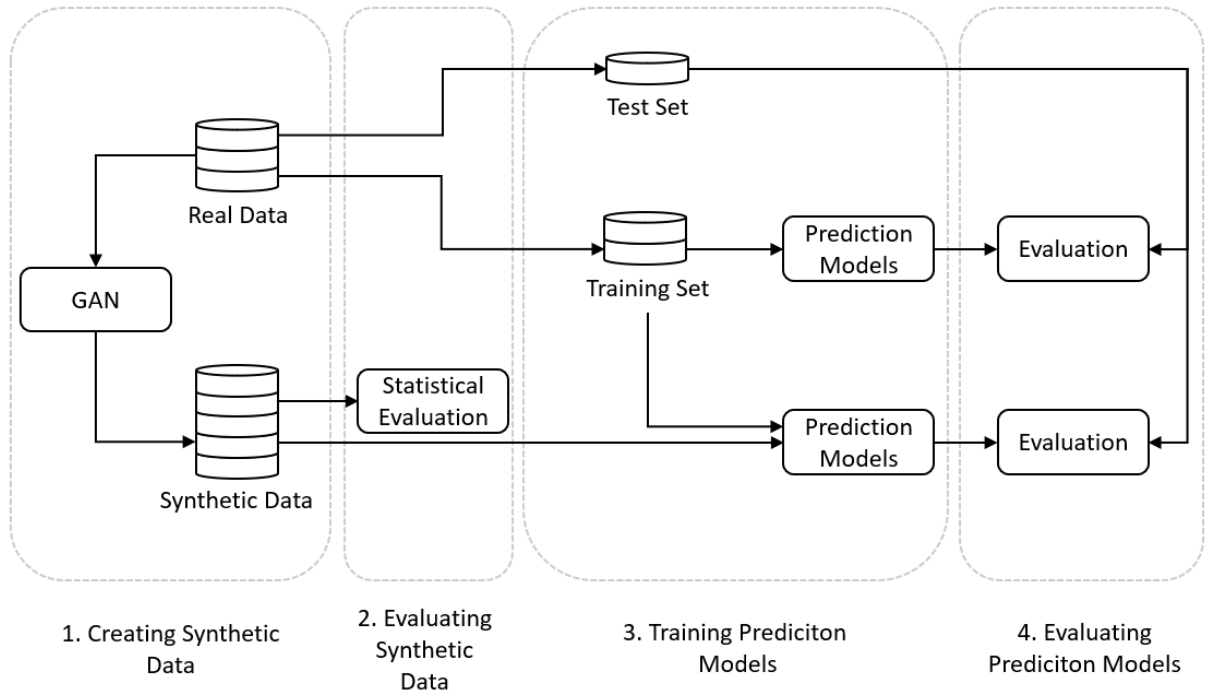 Test Set
Real Data
Prediction
Models
Evaluation
Training Set
GAN
Statistical
Evaluation
Prediction
Models
Evaluation
Synthetic Data
1. Creating Synthetic
Data
2. Evaluating
Synthetic
Data
3. Training Prediciton
Models
4. Evaluating
Prediciton Models